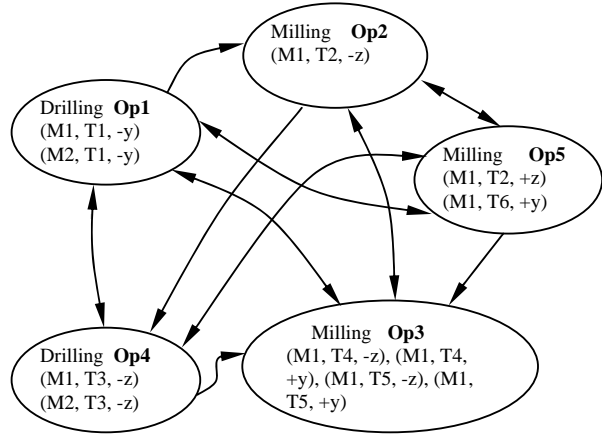 Milling Op2
(M1, T2, -z)
Drilling Op1
(M1, T1, -y)
(M2, T1, -y)
Milling Op5
(M1, T2, +z)
(M1, T6, +y)
Drilling Op4
(M1, T3, -z)
(M2, T3, -z)
Milling Op3
(M1, T4, -z), (M1, T4,
+y), (M1, T5, -z), (M1,
T5, +y)